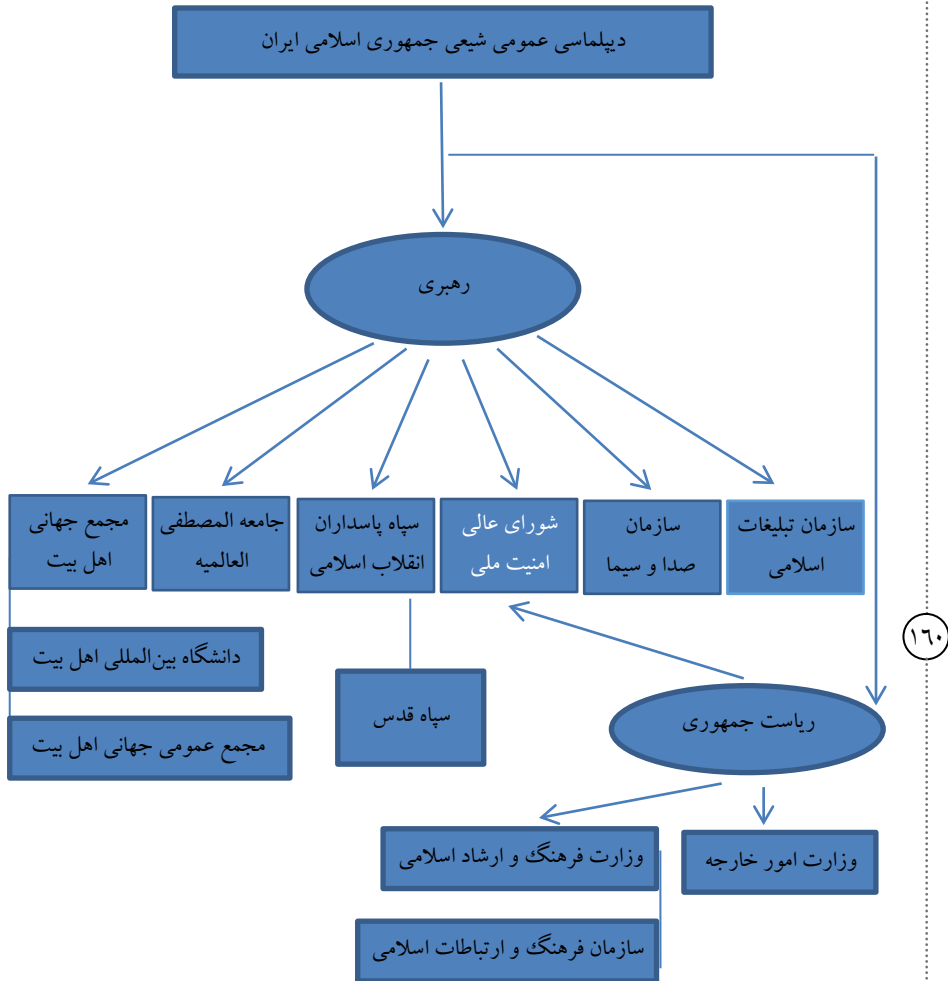 دیپلماسی عمومی شیعی جمهوری اسلامی ایران
رهبری
سازمان تبلیغات
اسلامی
سازمان
صدا و سیما
شورای عالی
امنیت ملی
سپاه پاسداران
انقلاب اسلامی
جامعه المصطفی
العالمیه
مجمع جهانی
اهل بیت
دانشگاه بین‌المللی اهل بیت
مجمع عمومی جهانی اهل بیت
سپاه قدس
ریاست جمهوری
۱۶۰
وزارت امور خارجه
وزارت فرهنگ و ارشاد اسلامی
سازمان فرهنگ و ارتباطات اسلامی